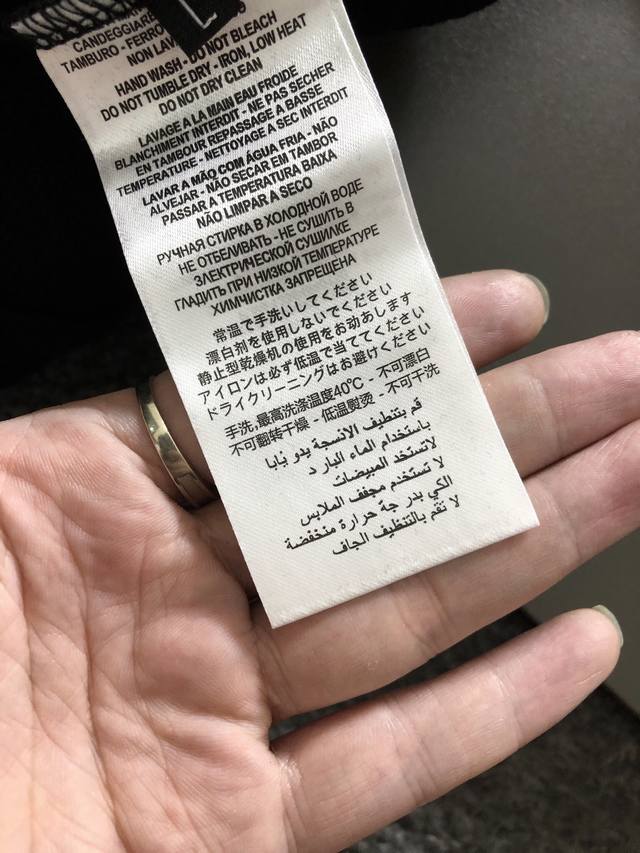 CANDEGGIARE
TAMBURO - FERRO
NON LAV
HAND WASH - DO NOT BLEACH
DO NOT TUMBLE DRY - IRON, LOW HEAT
DO NOT DRY CLEAN
LAVAGE A LA MAIN EAU FROIDE
BLANCHIMENT INTERDIT - NE PAS SECHER
EN TAMBOUR REPASSAGE A BASSE
TEMPERATURE - NETTOYAGE A SEC INTERDIT
LAVAR A MÃO COM ÁGUA FRIA - NÃO
ALVEJAR - NÃO SECAR EM TAMBOR
PASSAR A TEMPERATURA BAIXA
NÃO LIMPAR A SECO
РУЧНАЯ СТИРКА В ХОЛОДНОЙ ВОДЕ
НЕ ОТБЕЛИВАТЬ - НЕ СУШИТЬ В
ЭЛЕКТРИЧЕСКОЙ СУШИЛКЕ
ГЛАДИТЬ ПРИ НИЗКОЙ ТЕМПЕРАТУРЕ
ХИМЧИСТКА ЗАПРЕЩЕНА
常温で手洗いしてください
漂白剤を使用しないでください
静止型乾燥機の使用をお勧めします
アイロンは必ず低温で当ててください
ドライクリーニングはお避けください
手洗,最高洗涤温度40℃ - 不可漂白
不可翻转干燥 - 低温熨烫 - 不可干洗
قم بتنظيف الانسجة يدو يًايا
باستخدام الماء البار د
لاتستخد المبيضات
لا تستخدم مجفف الملابس
الكي بدر جة حرارة منخفضة
لا تقم بالتنظيف الجاف